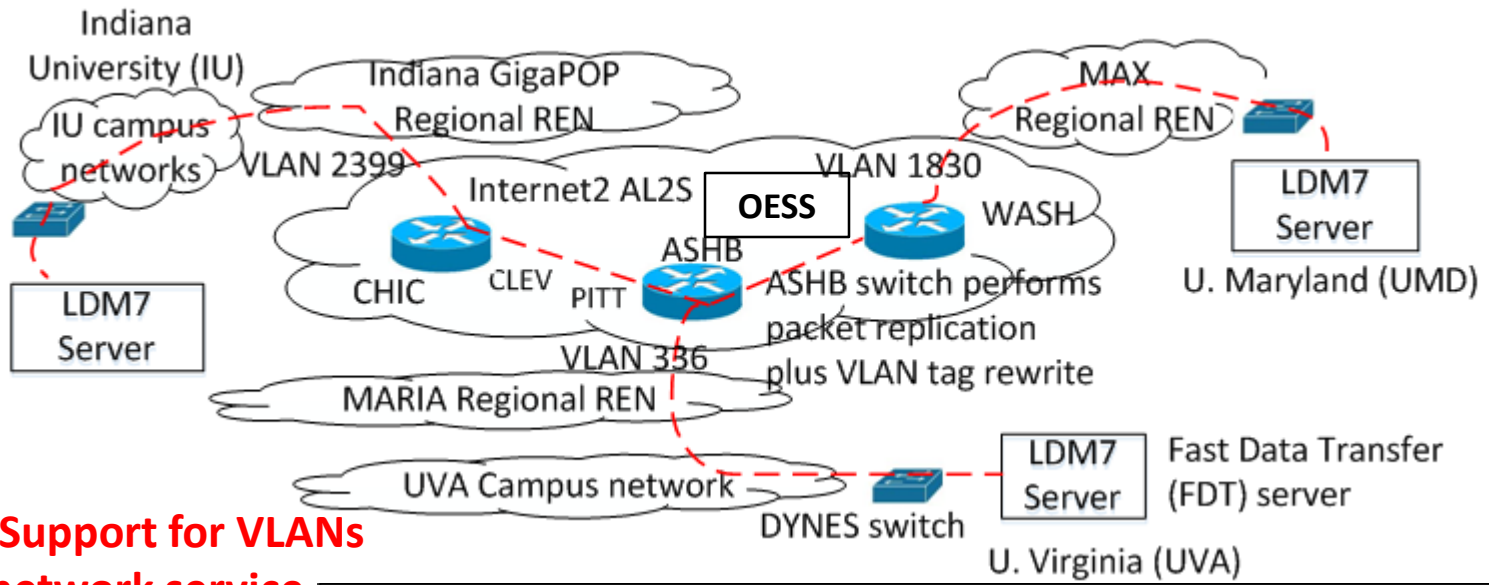 Indiana
University (IU)
IU campus
networks
Indiana GigaPOP
Regional REN
MAX
Regional REN
VLAN 2399
Internet2 AL2S
OESS
VLAN 1830
WASH
LDM7
Server
U. Maryland (UMD)
LDM7
Server
CHIC
CLEV
PITT
ASHB
ASHB switch performs
packet replication
plus VLAN tag rewrite
VLAN 336
MARIA Regional REN
UVA Campus network
DYNES switch
LDM7
Server
Fast Data Transfer
(FDT) server
U. Virginia (UVA)
Support for VLANs
network service